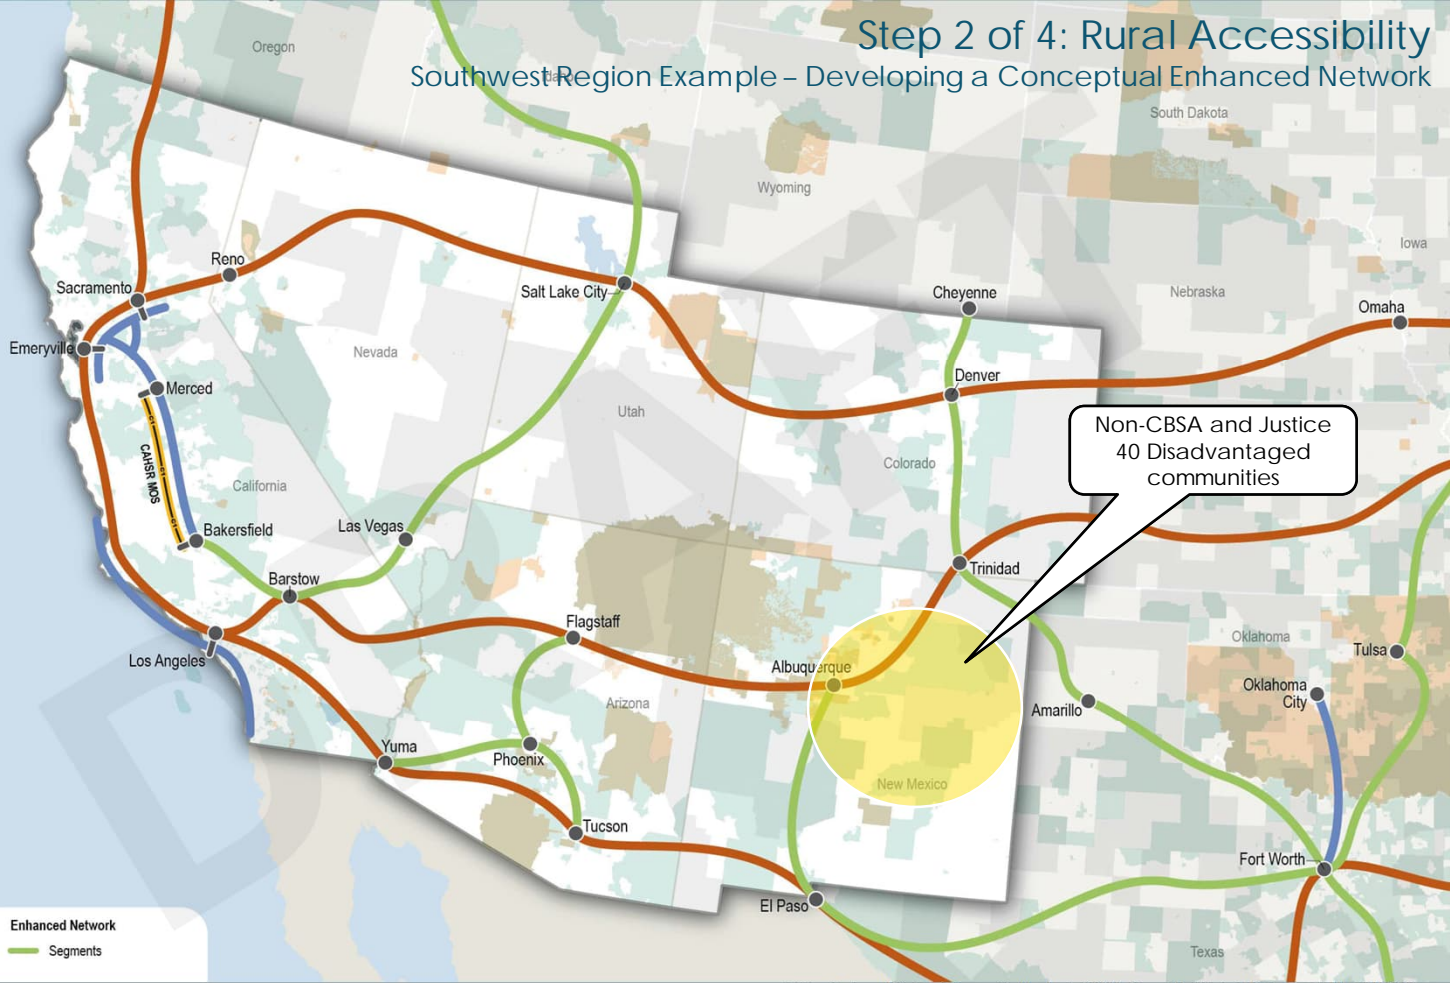 Step 2 of 4: Rural Accessibility
Southwest Region Example – Developing a Conceptual Enhanced Network
Oregon
Idaho
South Dakota
Wyoming
Iowa
Nebraska
Reno
Sacramento
Salt Lake City
Cheyenne
Omaha
Emeryville
Nevada
Denver
Merced
Utah
Non-CBSA and Justice
40 Disadvantaged
communities
Colorado
CAHSR MOS
California
Bakersfield
Las Vegas
Barstow
Trinidad
Flagstaff
Oklahoma
Tulsa
Los Angeles
Albuquerque
Oklahoma
City
Arizona
Amarillo
Yuma
Phoenix
New Mexico
Tucson
Fort Worth
El Paso
Texas
Enhanced Network
Segments
DRAFT